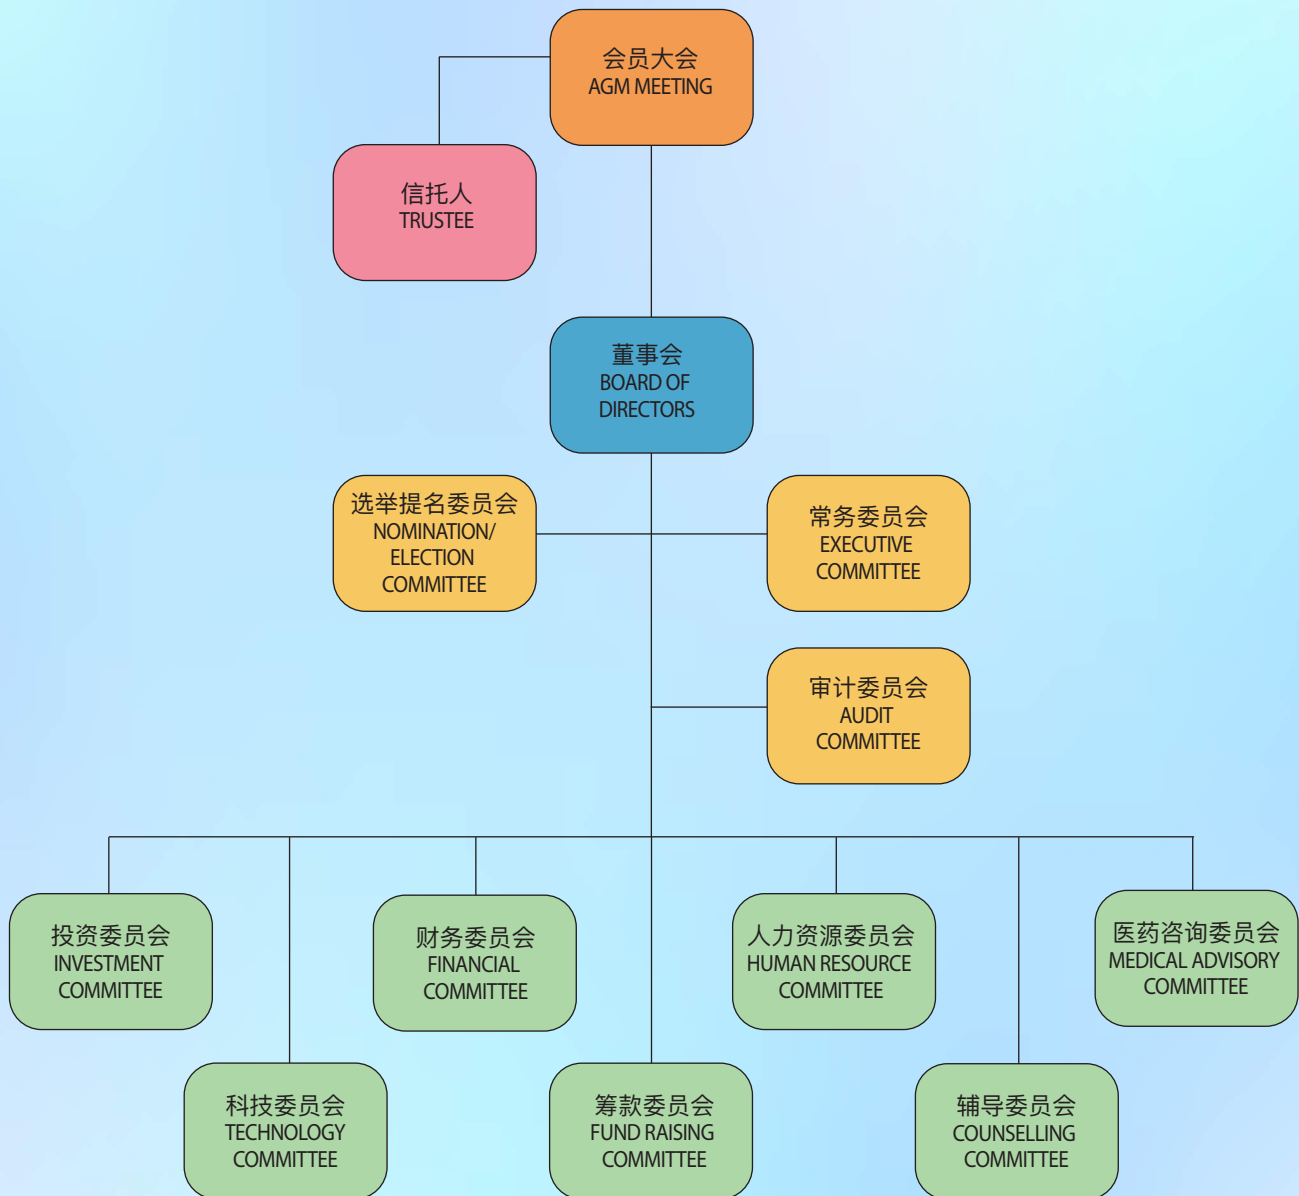 会员大会
AGM MEETING
信托人
TRUSTEE
董事会
BOARD OF
DIRECTORS
选举提名委员会
NOMINATION/
ELECTION
COMMITTEE
常务委员会
EXECUTIVE
COMMITTEE
审计委员会
AUDIT
COMMITTEE
投资委员会
INVESTMENT
COMMITTEE
财务委员会
FINANCIAL
COMMITTEE
人力资源委员会
HUMAN RESOURCE
COMMITTEE
医药咨询委员会
MEDICAL ADVISORY
COMMITTEE
科技委员会
TECHNOLOGY
COMMITTEE
筹款委员会
FUND RAISING
COMMITTEE
辅导委员会
COUNSELLING
COMMITTEE